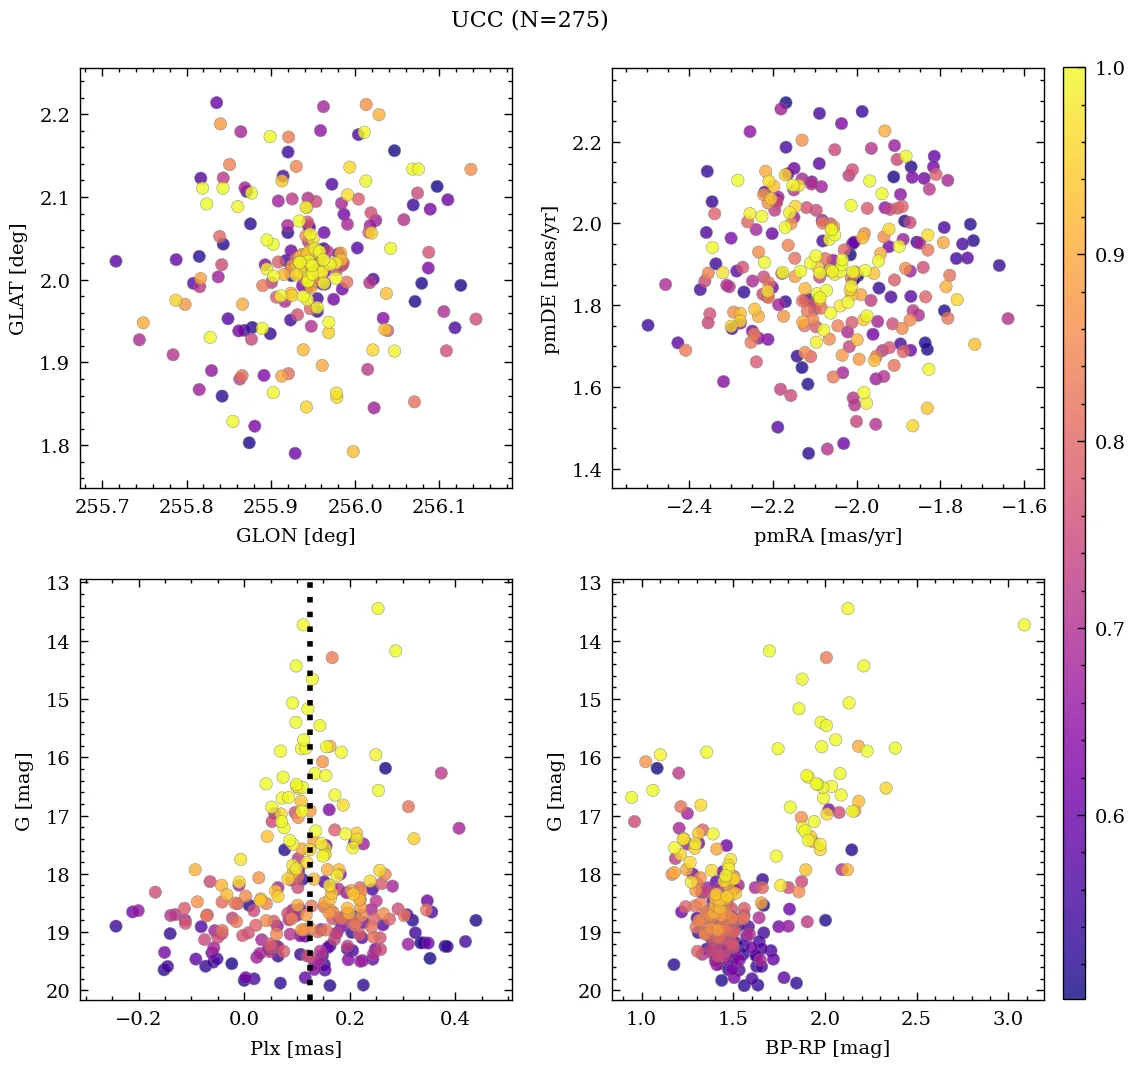 UCC (N=275)
2.2
2.1
2.0
1.9
1.8
GLAT [deg]
255.7 255.8 255.9 256.0 256.1
GLON [deg]
2.2
2.0
1.8
1.6
1.4
pmDE [mas/yr]
−2.4 −2.2 −2.0 −1.8 −1.6
pmRA [mas/yr]
1.0
0.9
0.8
0.7
0.6
13
14
15
16
17
18
19
20
G [mag]
−0.2 0.0 0.2 0.4
Plx [mas]
13
14
15
16
17
18
19
20
G [mag]
1.0 1.5 2.0 2.5 3.0
BP-RP [mag]